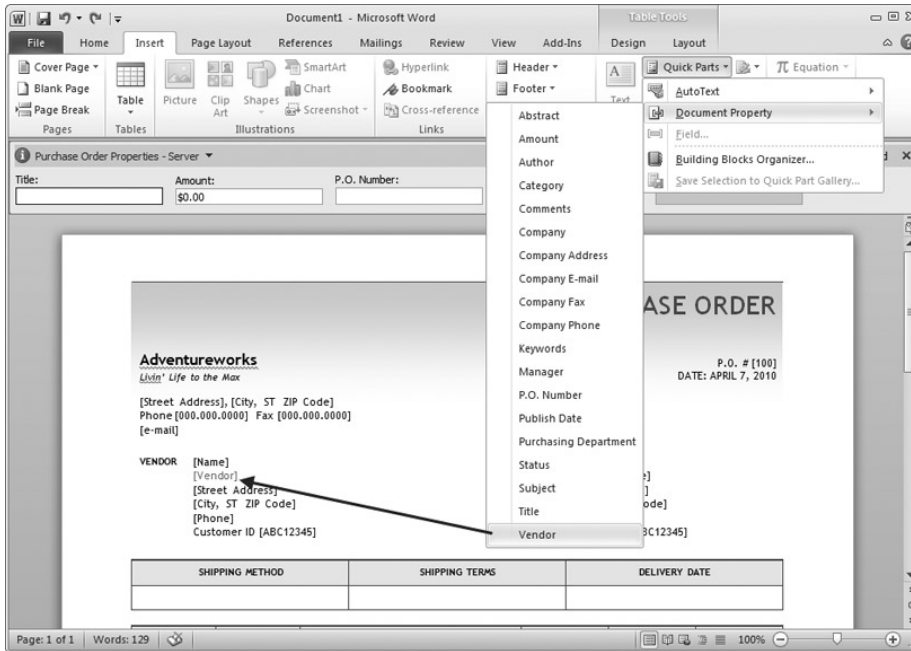 Document1 - Microsoft Word
Table Tools
File Home Insert Page Layout References Mailings Review View Add-Ins Design Layout
Cover Page
Blank Page
Page Break
Pages
Table
Tables
Picture
Clip Art
Shapes
SmartArt
Chart
Screenshot
Illustrations
Hyperlink
Bookmark
Cross-reference
Links
Header
Footer
A
Text
Quick Parts
π Equation
AutoText
Document Property
Field...
Building Blocks Organizer...
Save Selection to Quick Part Gallery...
Abstract
Amount
Author
Category
Comments
Company
Company Address
Company E-mail
Company Fax
Company Phone
Keywords
Manager
P.O. Number
Publish Date
Purchasing Department
Status
Subject
Title
Vendor
Purchase Order Properties - Server
Title: Amount: P.O. Number:
$0.00
ASE ORDER
Adventureworks
Livin' Life to the Max
P.O. # [100]
DATE: APRIL 7, 2010
[Street Address], [City, ST ZIP Code]
Phone [000.000.0000] Fax [000.000.0000]
[e-mail]
VENDOR [Name]
[Vendor]
[Street Address]
[City, ST ZIP Code]
[Phone]
Customer ID [ABC12345]
e]
]
ode]
3C12345]
SHIPPING METHOD SHIPPING TERMS DELIVERY DATE
Page: 1 of 1 Words: 129 100%